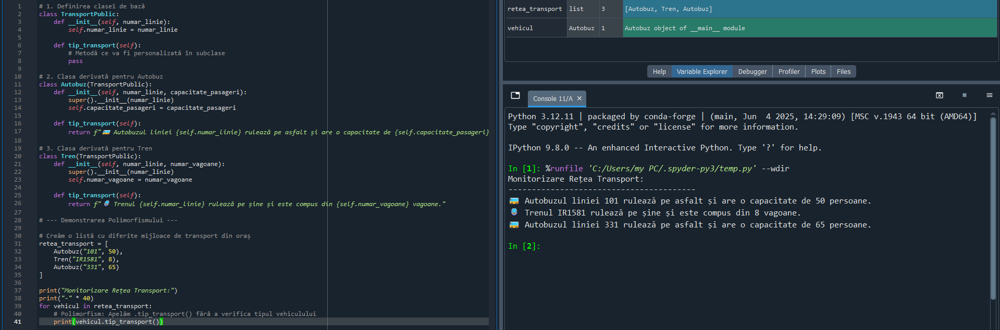 1 # 1. Definirea clasei de bază
2 class TransportPublic:
3     def __init__(self, numar_linie):
4         self.numar_linie = numar_linie
5
6     def tip_transport(self):
7         # Metodă ce va fi personalizată în subclase
8         pass
9
10 # 2. Clasa derivată pentru Autobuz
11 class Autobuz(TransportPublic):
12     def __init__(self, numar_linie, capacitate_pasageri):
13         super().__init__(numar_linie)
14         self.capacitate_pasageri = capacitate_pasageri
15
16     def tip_transport(self):
17         return f"🚌 Autobuzul liniei {self.numar_linie} rulează pe asfalt și are o capacitate de {self.capacitate_pasageri}
18
19 # 3. Clasa derivată pentru Tren
20 class Tren(TransportPublic):
21     def __init__(self, numar_linie, numar_vagoane):
22         super().__init__(numar_linie)
23         self.numar_vagoane = numar_vagoane
24
25     def tip_transport(self):
26         return f"🚆 Trenul {self.numar_linie} rulează pe șine și este compus din {self.numar_vagoane} vagoane."
27
28 # --- Demonstrarea Polimorfismului ---
29
30 # Creăm o listă cu diferite mijloace de transport din oraș
31 retea_transport = [
32     Autobuz("101", 50),
33     Tren("IR1581", 8),
34     Autobuz("331", 65)
35 ]
36
37 print("Monitorizare Rețea Transport:")
38 print("-" * 40)
39 for vehicul in retea_transport:
40     # Polimorfism: Apelăm .tip_transport() fără a verifica tipul vehiculului
41     print(vehicul.tip_transport())
retea_transport list 3 [Autobuz, Tren, Autobuz]
vehicul Autobuz 1 Autobuz object of __main__ module
Help Variable Explorer Debugger Profiler Plots Files
Console 11/A ×
Python 3.12.11 | packaged by conda-forge | (main, Jun  4 2025, 14:29:09) [MSC v.1943 64 bit (AMD64)]
Type "copyright", "credits" or "license" for more information.
IPython 9.8.0 -- An enhanced Interactive Python. Type '?' for help.
In [1]: %runfile 'C:/Users/my PC/.spyder-py3/temp.py' --wdir
Monitorizare Rețea Transport:
----------------------------------------
🚌 Autobuzul liniei 101 rulează pe asfalt și are o capacitate de 50 persoane.
🚆 Trenul IR1581 rulează pe șine și este compus din 8 vagoane.
🚌 Autobuzul liniei 331 rulează pe asfalt și are o capacitate de 65 persoane.
In [2]: